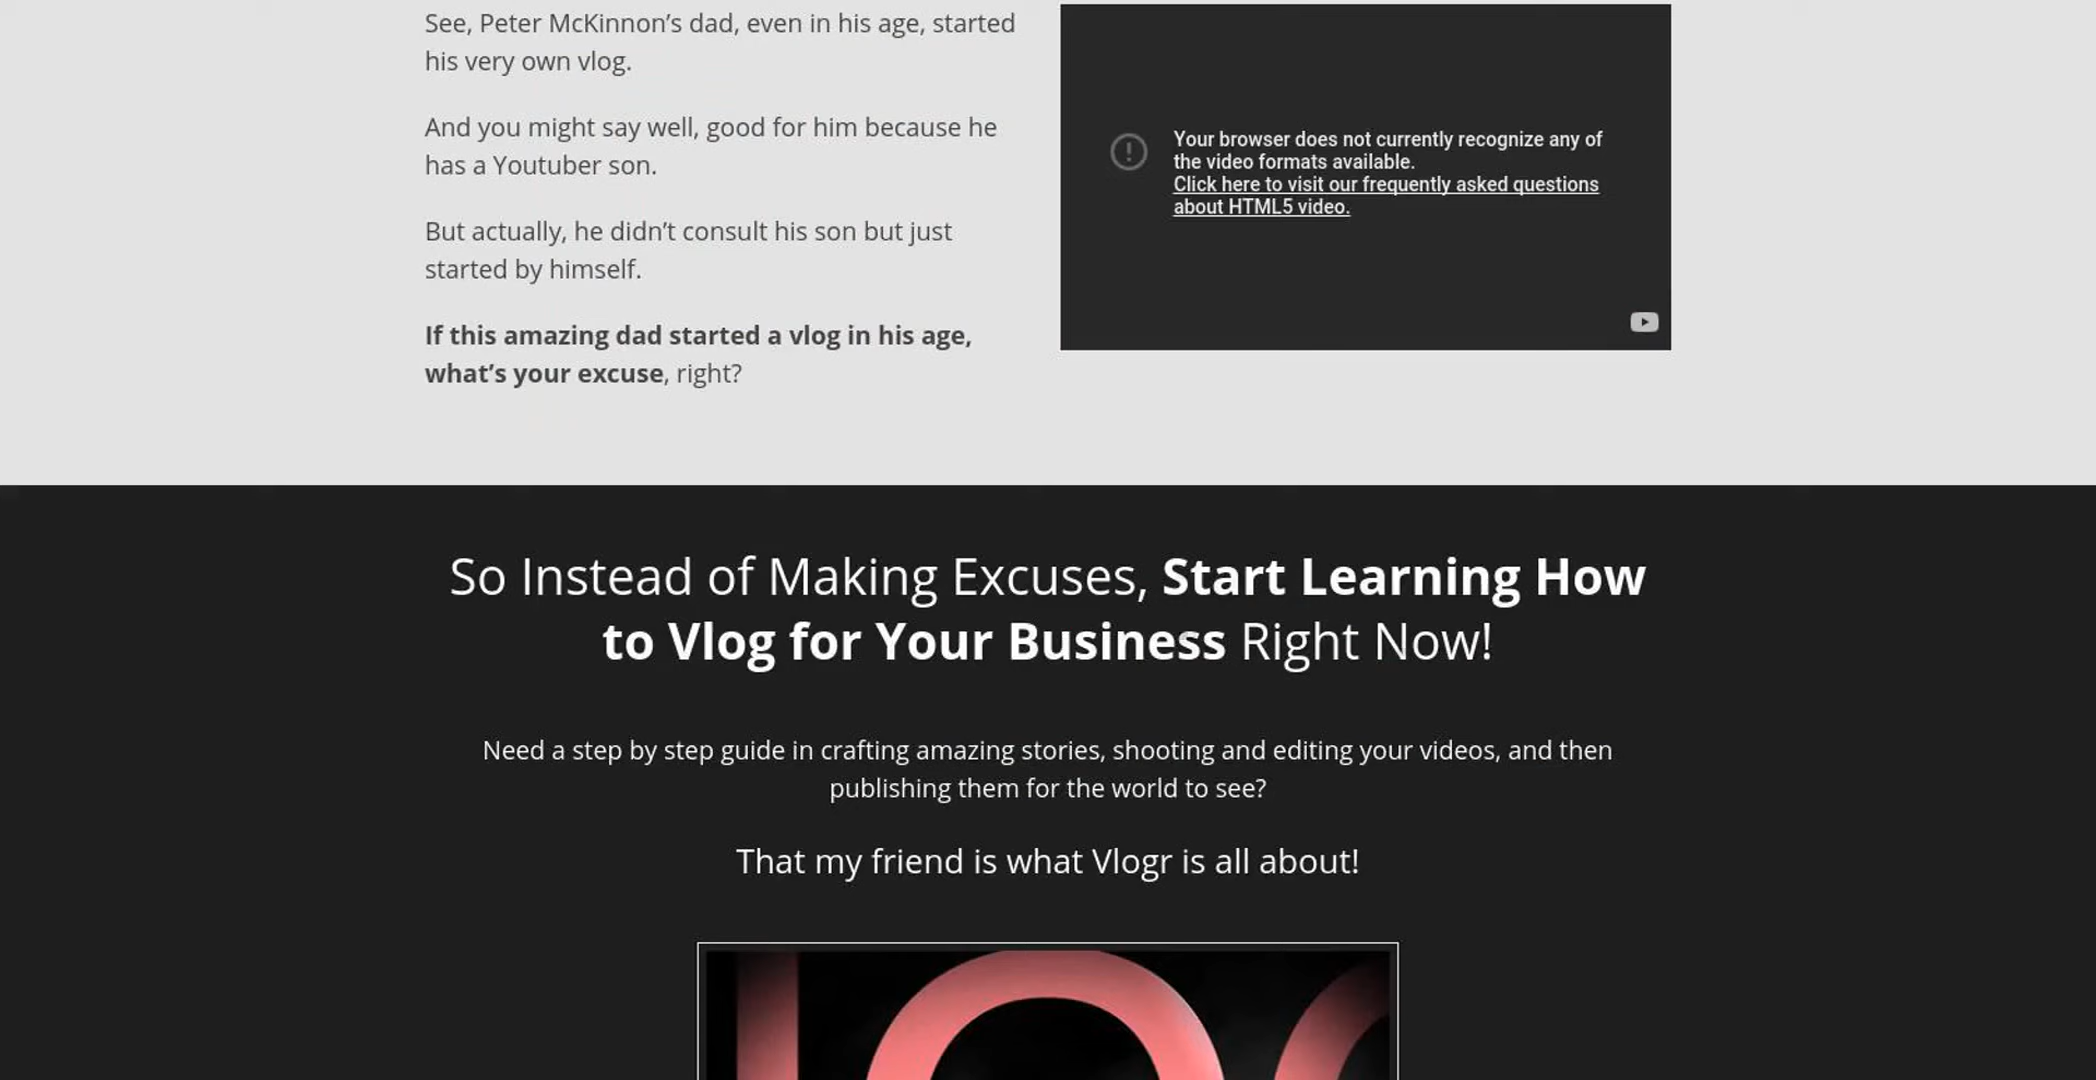 See, Peter McKinnon’s dad, even in his age, started
his very own vlog.
And you might say well, good for him because he
has a Youtuber son.
But actually, he didn’t consult his son but just
started by himself.
If this amazing dad started a vlog in his age,
what’s your excuse, right?
Your browser does not currently recognize any of
the video formats available.
Click here to visit our frequently asked questions
about HTML5 video.
So Instead of Making Excuses, Start Learning How
to Vlog for Your Business Right Now!
Need a step by step guide in crafting amazing stories, shooting and editing your videos, and then
publishing them for the world to see?
That my friend is what Vlogr is all about!